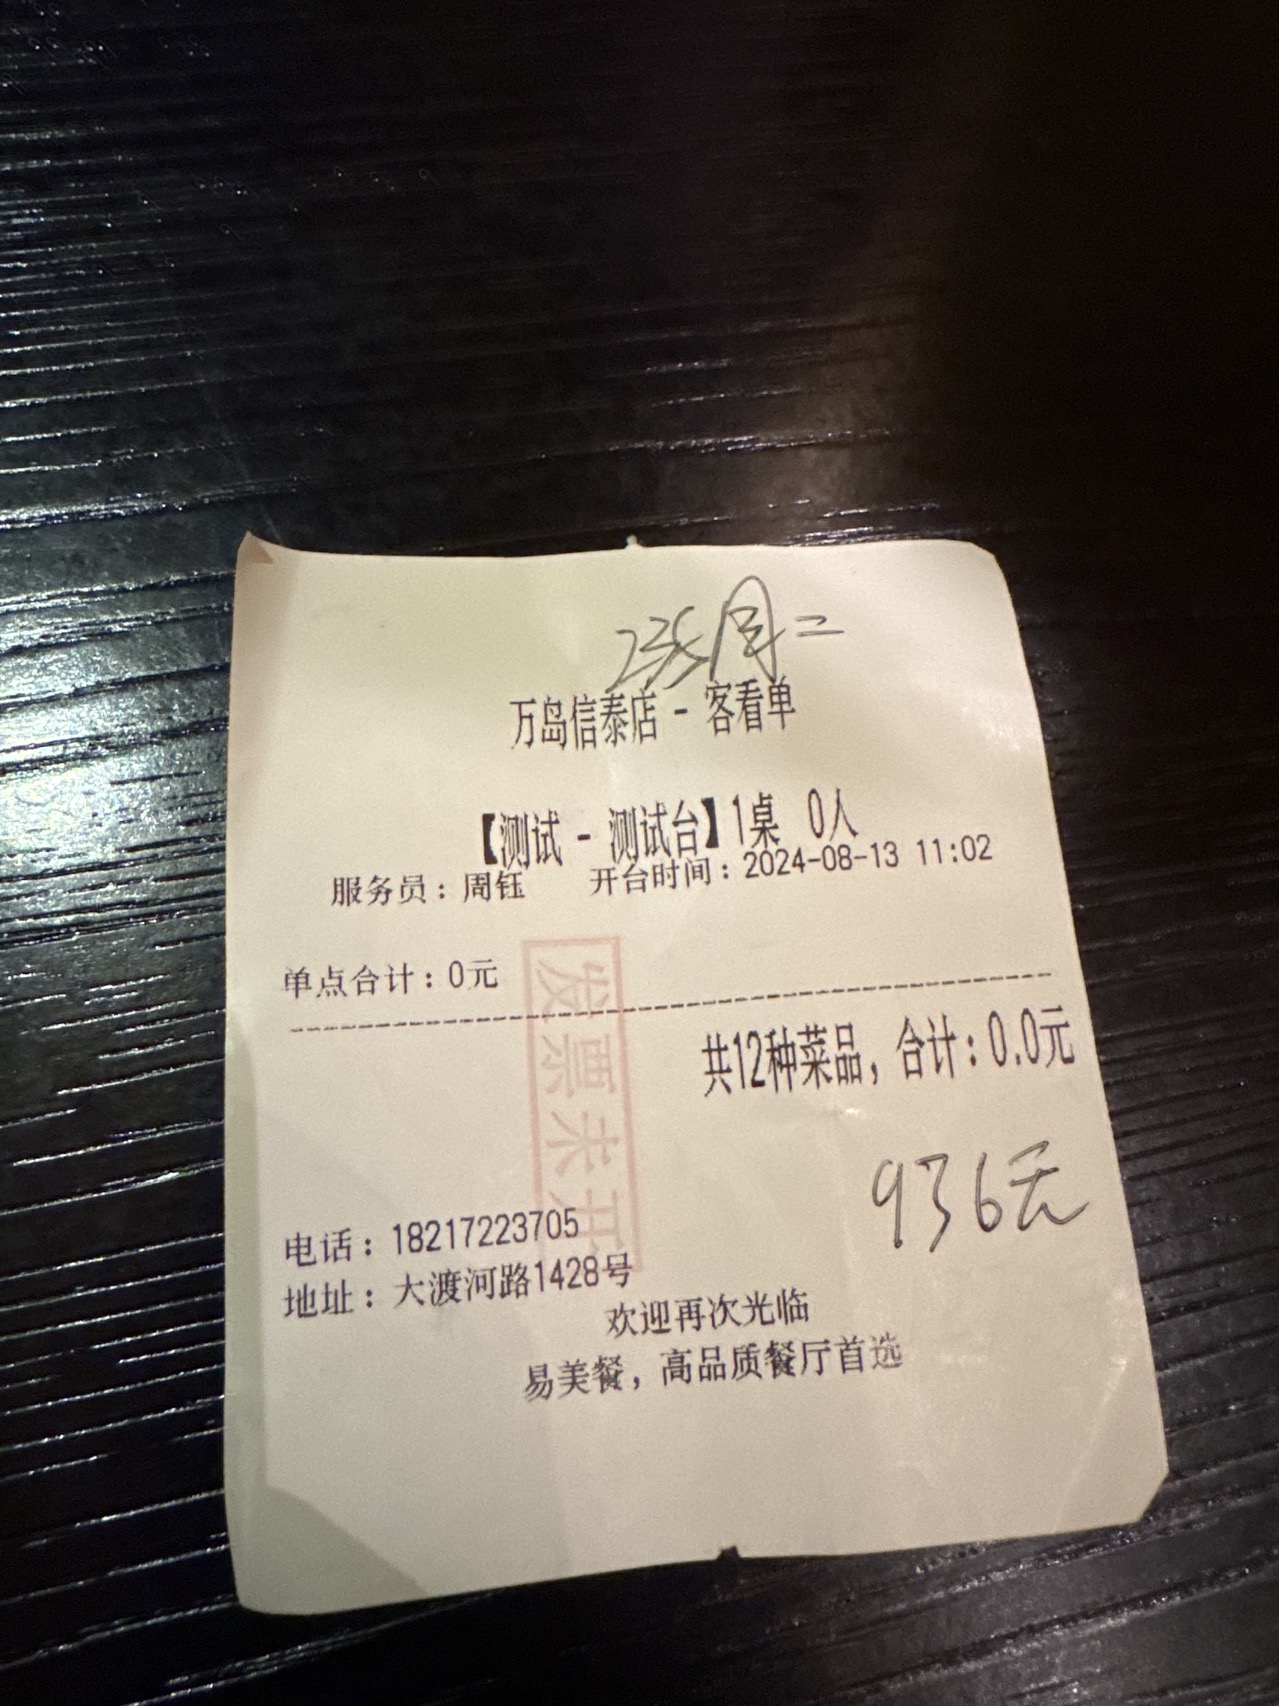 万岛信泰店 - 客看单
【测试 - 测试台】1桌 0人
服务员：周钰 开台时间：2024-08-13 11:02
单点合计：0元
共12种菜品，合计：0.0元
发票未开
936元
电话：18217223705
地址：大渡河路1428号
欢迎再次光临
易美餐，高品质餐厅首选